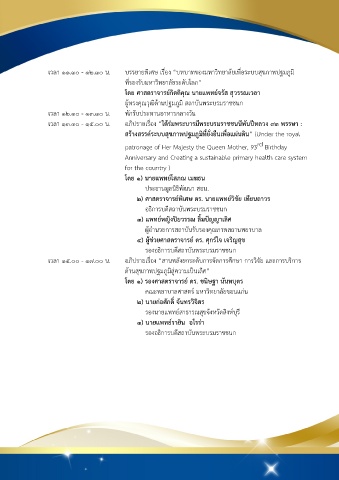 เวลา ๑๑.๑๐ - ๑๒.๑๐ น. บรรยายพิเศษ เรื่อง "บทบาทของมหาวิทยาลัยเพื่อระบบสุขภาพปฐมภูมิ
ที่รองรับมหาวิทยาลัยระดับโลก"
โดย ศาสตราจารย์กิตติคุณ นายแพทย์จรัส สุวรรณเวลา
ผู้ทรงคุณวุฒิด้านปฐมภูมิ สถาบันพระบรมราชชนก
เวลา ๑๒.๑๐ - ๑๓.๑๐ น. พักรับประทานอาหารกลางวัน
เวลา ๑๓.๑๐ - ๑๕.๐๐ น. อภิปรายเรื่อง "ใต้ร่มพระบารมีพระบรมราชชนนีพันปีหลวง ๙๓ พรรษา :
สร้างสรรค์ระบบสุขภาพปฐมภูมิที่ยั่งยืนเพื่อแผ่นดิน" (Under the royal
patronage of Her Majesty the Queen Mother, 93rd Birthday
Anniversary and Creating a sustainable primary health care system
for the country )
โดย ๑) นายแพทย์โสภณ เมฆธน
ประธานมูลนิธิพัฒนา สธบ.
๒) ศาสตราจารย์พิเศษ ดร. นายแพทย์วิชัย เทียนถาวร
อธิการบดีสถาบันพระบรมราชชนก
๓) แพทย์หญิงปิยวรรณ ลิ้มปัญญาเลิศ
ผู้อำนวยการสถาบันรับรองคุณภาพสถานพยาบาล
๔) ผู้ช่วยศาสตราจารย์ ดร. ศุกร์ใจ เจริญสุข
รองอธิการบดีสถาบันพระบรมราชชนก
เวลา ๑๕.๐๐ - ๑๗.๐๐ น. อภิปรายเรื่อง "สานพลังยกระดับการจัดการศึกษา การวิจัย และการบริการ
ด้านสุขภาพปฐมภูมิสู่ความเป็นเลิศ"
โดย ๑) รองศาสตราจารย์ ดร. ชนิษฐา นันทบุตร
คณะพยาบาลศาสตร์ มหาวิทยาลัยขอนแก่น
๒) นายก่อศักดิ์ จันทรวิจิตร
รองนายแพทย์สาธารณสุขจังหวัดสิงห์บุรี
๓) นายแพทย์ราชิน อโรร่า
รองอธิการบดีสถาบันพระบรมราชชนก